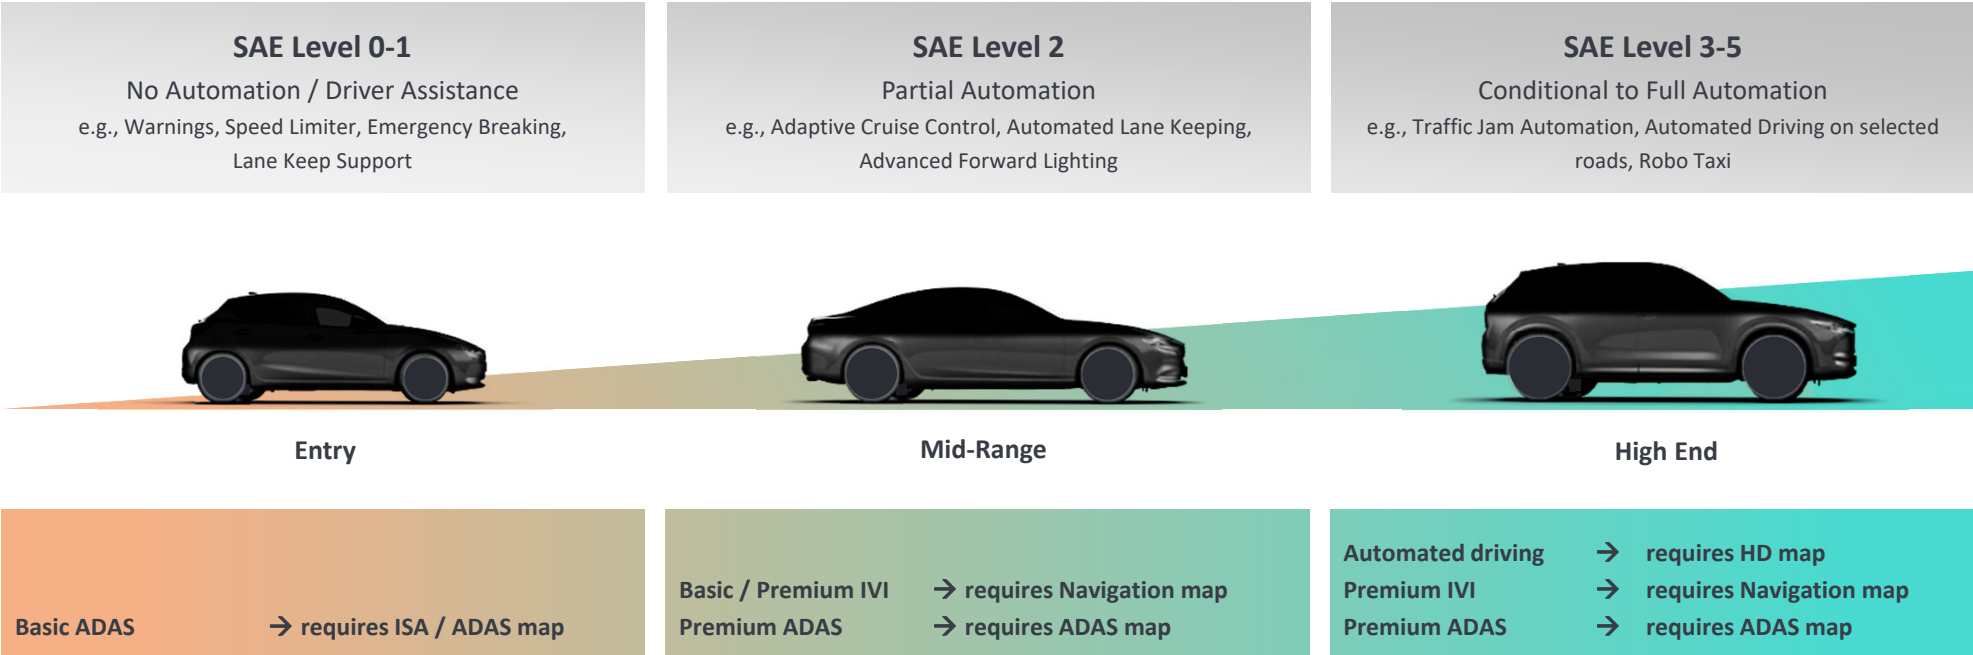 SAE Level 0-1
No Automation / Driver Assistance
e.g., Warnings, Speed Limiter, Emergency Breaking,
Lane Keep Support
SAE Level 2
Partial Automation
e.g., Adaptive Cruise Control, Automated Lane Keeping,
Advanced Forward Lighting
SAE Level 3-5
Conditional to Full Automation
e.g., Traffic Jam Automation, Automated Driving on selected
roads, Robo Taxi
Entry
Mid-Range
High End
Basic ADAS → requires ISA / ADAS map
Basic / Premium IVI → requires Navigation map
Premium ADAS → requires ADAS map
Automated driving → requires HD map
Premium IVI → requires Navigation map
Premium ADAS → requires ADAS map